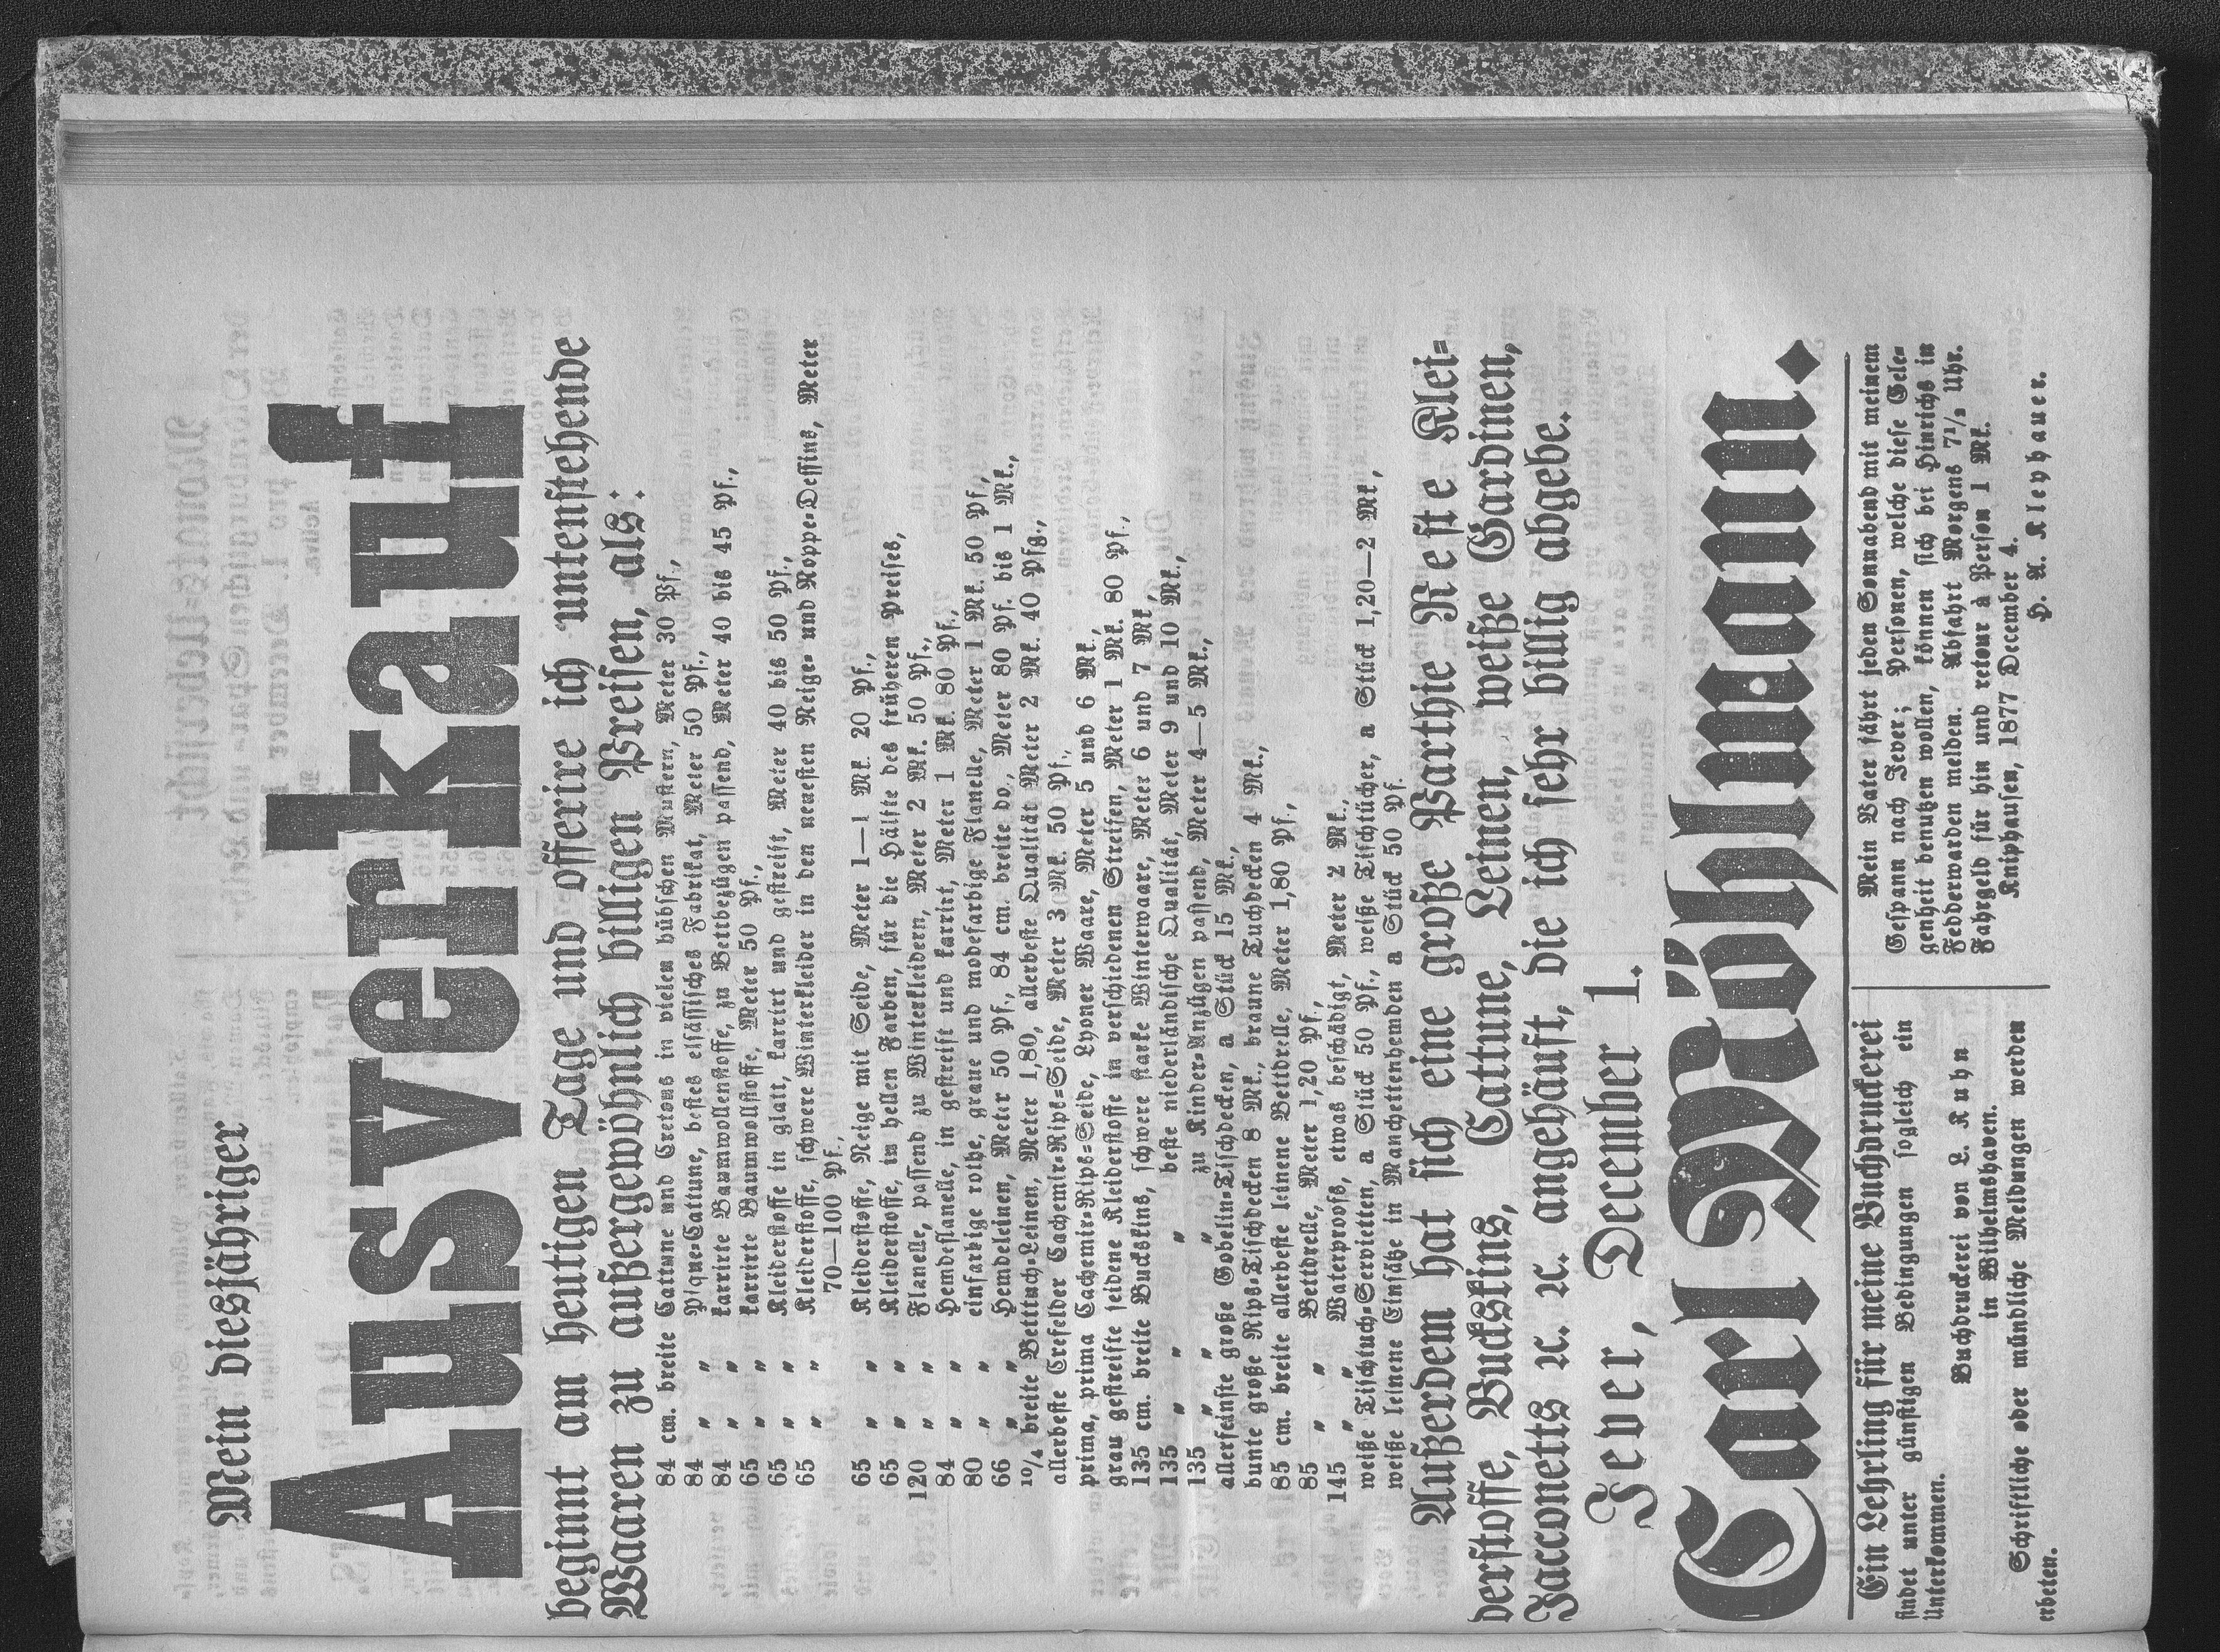 Mein diesjähriger
Ausverkauf
beginnt am heutigen Tage und offerire ich untenstehende
Waaren zu außergewöhnlich billigen Preisen, als:
84 cm. breite Cattune und Cretons in vielen hübschen Mustern, Meter 30 Pf.,
84 „ „ Pique-Cattune, bestes elsässisches Fabrikat, Meter 50 Pf.,
84 „ „ karrirte Baumwollenstoffe, zu Bettbezügen passend, Meter 40 bis 45 Pf.,
65 „ „ karrirte Baumwollstoffe, Meter 50 Pf.,
65 „ „ Kleiderstoffe in glatt, karrirt und gestreift, Meter 40 bis 50 Pf.,
65 „ „ Kleiderstoffe, schwere Winterkleider in den neuesten Neige- und Noppe-Dessins, Meter
70—100 Pf.,
65 „ „ Kleiderstoffe, Neige mit Seide, Meter 1—1 Mk. 20 Pf.,
65 „ „ Kleiderstoffe, in hellen Farben, für die Hälfte des früheren Preises,
120 „ „ Flanelle, passend zu Winterkleidern, Meter 2 Mk. 50 Pf.,
84 „ „ Hemdeflanelle, in gestreift und karrirt, Meter 1 Mk. 80 Pf.,
80 „ „ einfarbige rothe, graue und modefarbige Flanelle, Meter 1 Mk. 50 Pf,
66 „ „ Hemdeleinen, Meter 50 Pf., 84 cm. breite do., Meter 80 Pf. bis 1 Mk.,
10/4 breite Bettuch-Leinen, Meter 1,80, allerbeste Qualität Meter 2 Mk. 40 Pfg.,
allerbeste Crefelder Cachemir-Rips-Seide, Meter 3 Mk. 50 Pf.,
prima, prima Cachemir-Rips-Seide, Lyoner Waare, Meter 5 und 6 Mk.,
grau gestreifte seidene Kleiderstoffe in verschiedenen Streifen, Meter 1 Mk. 80 Pf.,
135 cm. breite Buckskins, schwere starke Winterwaare, Meter 6 und 7 Mk,
135 „ „ „ beste niederländische Qualität, Meter 9 und 10 Mk.,
135 „ „ „ zu Kinder-Anzügen passend, Meter 4—5 Mk.,
allerfeinste große Gobelin-Tischdecken, a Stück 15 Mk.,
bunte große Rips-Tischdecken 8 Mk., braune Tuchdecken 4 Mk.,
85 cm. breite allerbeste leinene Bettdrelle, Meter 1,80 Pf.,
85 „ „ Bettdrelle, Meter 1,20 Pf,
145 „ „ Waterproofs, etwas beschädigt, Meter 2 Mk.,
weiße Tischtuch-Servietten, a Stück 50 Pf., weiße Tischtücher, a Stück 1,20—2 Mk,
weiße leinene Einsätze in Manchettenhemden a Stück 50 Pf.
Außerdem hat sich eine große Parthie Reste Klei-
derstoffe, Buckskins, Cattune, Leinen, weiße Gardinen,
Jacconetts ꝛc. ꝛc. angehäuft, die ich sehr billig abgebe.
Jever, December 1.
Carl Möhlmann.
Ein Lehrling für meine Buchdruckerei
findet unter günstigen Bedingungen sogleich ein
Unterkommen.
Buchdruckerei von L. Kuhn
in Wilhelmshaven.
Schriftliche oder mündliche Meldungen werden
erbeten.
Mein Vater fährt jeden Sonnabend mit meinem
Gespann nach Jever; Personen, welche diese Gele-
genheit benutzen wollen, können sich bei Hinrichs in
Fedderwarden melden. Abfahrt Morgens 7½ Uhr.
Fahrgeld für hin und retour à Person 1 Mk.
Kniphausen, 1877 December 4.
H. A. Kleyhauer.